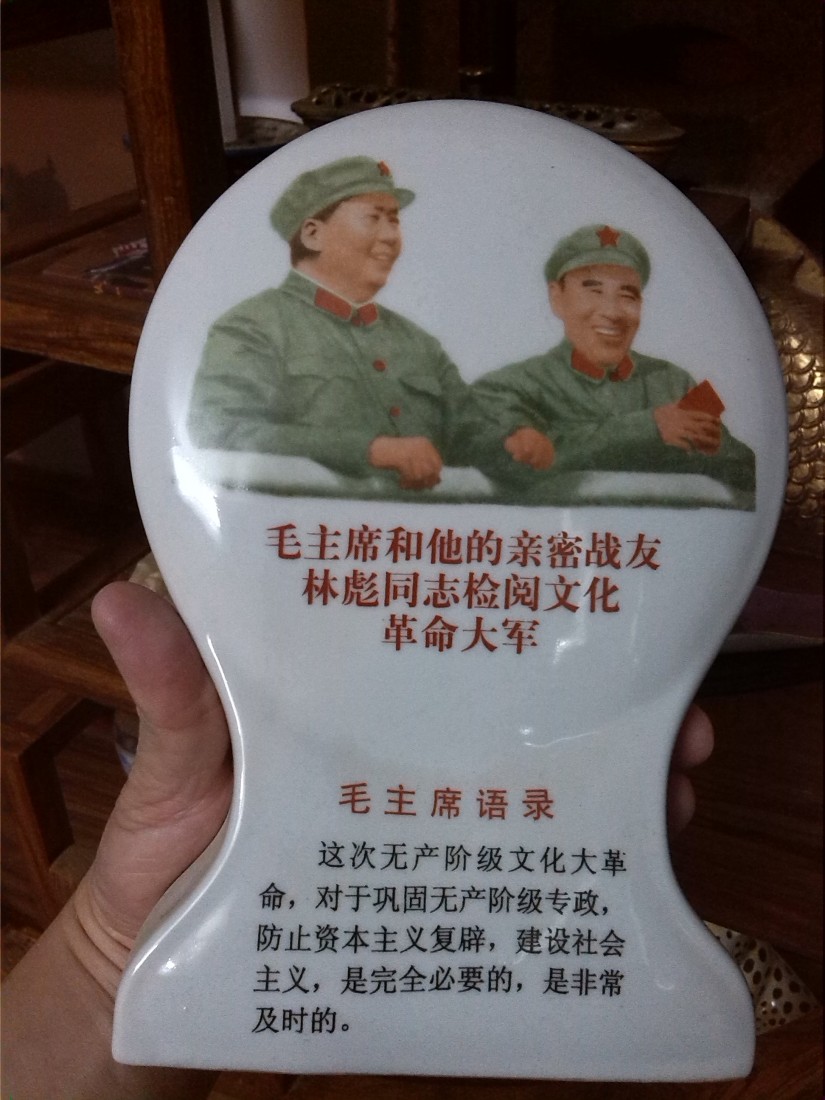 毛主席和他的亲密战友
林彪同志检阅文化
革命大军
毛主席语录
这次无产阶级文化大革
命，对于巩固无产阶级专政，
防止资本主义复辟，建设社会
主义，是完全必要的，是非常
及时的。